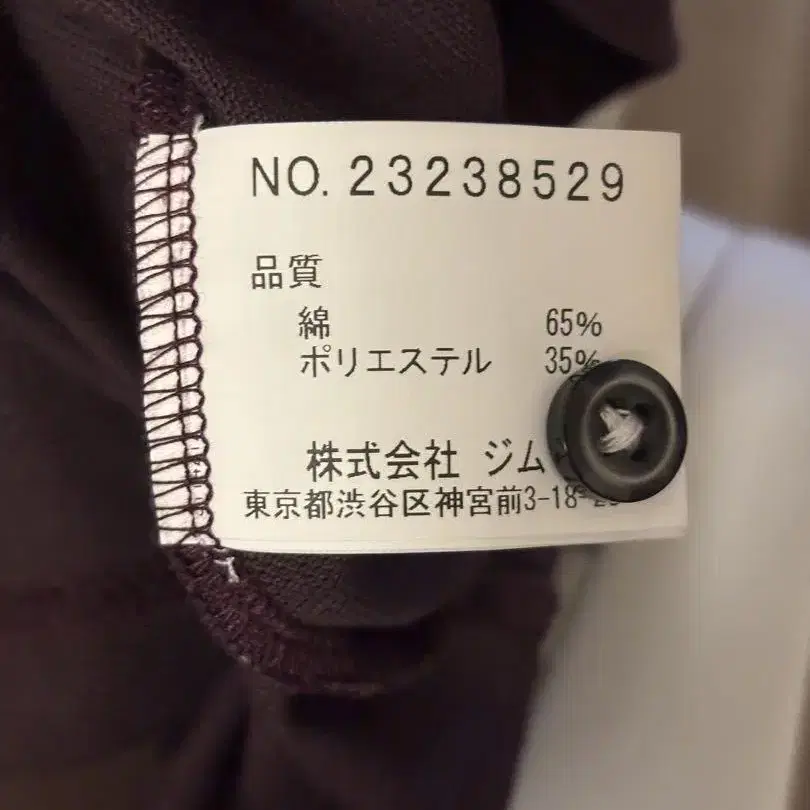 NO. 23238529
品質
綿 65%
ポリエステル 35%
株式会社 ジム
東京都渋谷区神宮前3-18-